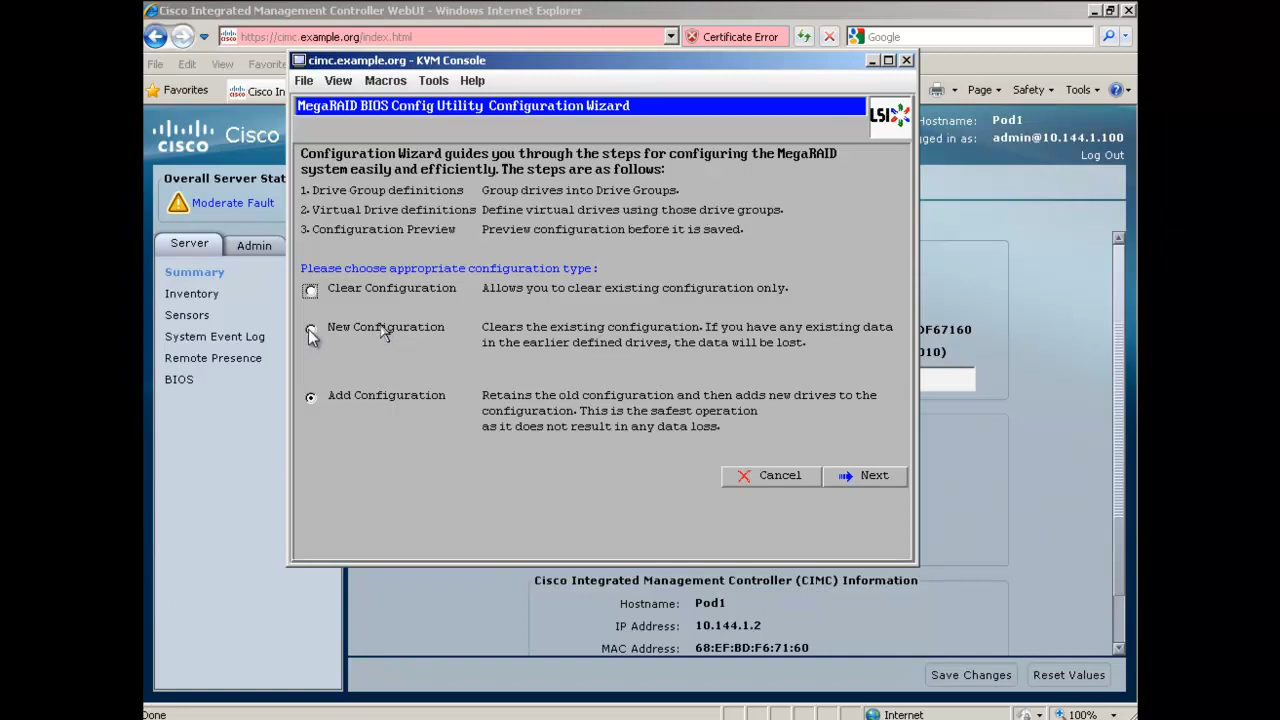 Cisco Integrated Management Controller WebUI - Windows Internet Explorer
https://cimc.example.org/index.html
Certificate Error
Google
File Edit View Favorite
Favorites
Cisco In
Page
Safety
Tools
cimc.example.org - KVM Console
File View Macros Tools Help
MegaRAID BIOS Config Utility Configuration Wizard
LSI
Configuration Wizard guides you through the steps for configuring the MegaRAID
system easily and efficiently. The steps are as follows:
1. Drive Group definitions Group drives into Drive Groups.
2. Virtual Drive definitions Define virtual drives using those drive groups.
3. Configuration Preview Preview configuration before it is saved.
Please choose appropriate configuration type:
Clear Configuration Allows you to clear existing configuration only.
New Configuration Clears the existing configuration. If you have any existing data
in the earlier defined drives, the data will be lost.
Add Configuration Retains the old configuration and then adds new drives to the
configuration. This is the safest operation
as it does not result in any data loss.
Cancel Next
cisco
Cisco
Hostname: Pod1
ged in as: admin@10.144.1.100
Log Out
Overall Server Stat
Moderate Fault
Server Admin
Summary
Inventory
Sensors
System Event Log
Remote Presence
BIOS
DF67160
010)
Cisco Integrated Management Controller (CIMC) Information
Hostname: Pod1
IP Address: 10.144.1.2
MAC Address: 68:EF:BD:F6:71:60
Save Changes Reset Values
Done
Internet
100%